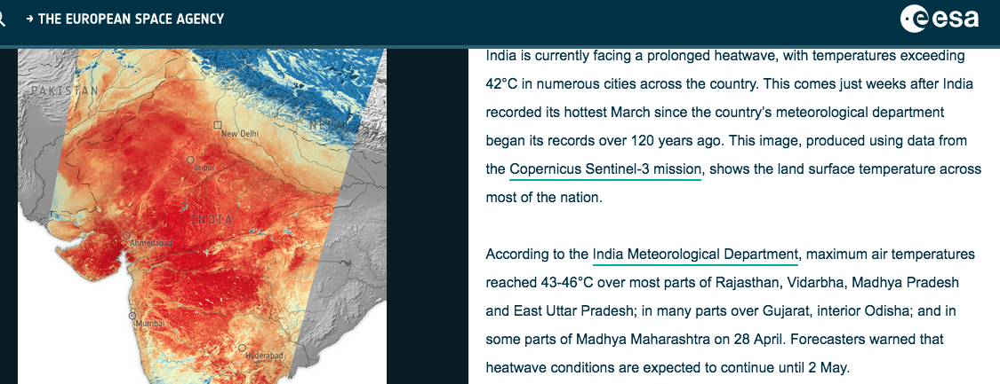 → THE EUROPEAN SPACE AGENCY
esa
PAKISTAN
NEPAL
New Delhi
Jaipur
INDIA
Ahmedabad
Mumbai
Hyderabad
India is currently facing a prolonged heatwave, with temperatures exceeding
42°C in numerous cities across the country. This comes just weeks after India
recorded its hottest March since the country’s meteorological department
began its records over 120 years ago. This image, produced using data from
the Copernicus Sentinel-3 mission, shows the land surface temperature across
most of the nation.
According to the India Meteorological Department, maximum air temperatures
reached 43-46°C over most parts of Rajasthan, Vidarbha, Madhya Pradesh
and East Uttar Pradesh; in many parts over Gujarat, interior Odisha; and in
some parts of Madhya Maharashtra on 28 April. Forecasters warned that
heatwave conditions are expected to continue until 2 May.